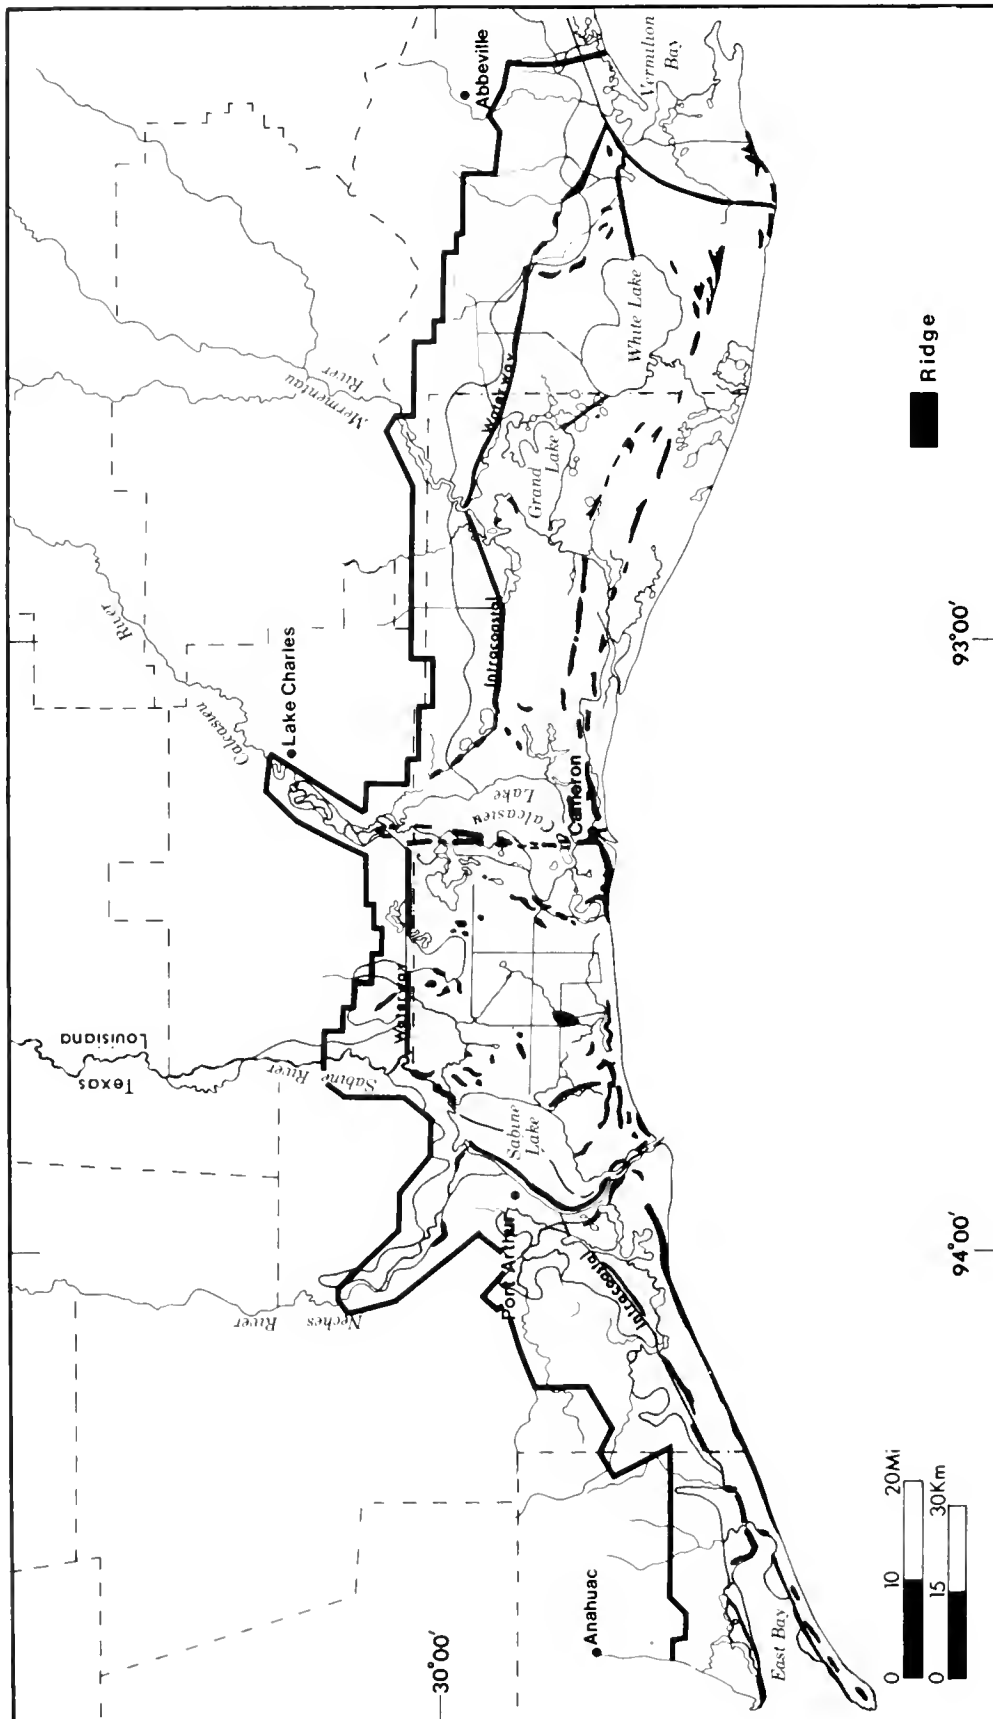 Abbeville
Vermilion
Bay
Mermentau
River
White Lake
Waterway
Grand
Lake
Ridge
Calcasieu
River
Lake Charles
Intracoastal
93°00'
Calcasieu
Lake
Cameron
Texas
Louisiana
Sabine
River
Waterway
Sabine
Lake
Neches
River
Port Arthur
Intracoastal
94°00'
Anahuac
30°00'
East Bay
0 10 20Mi
0 15 30Km